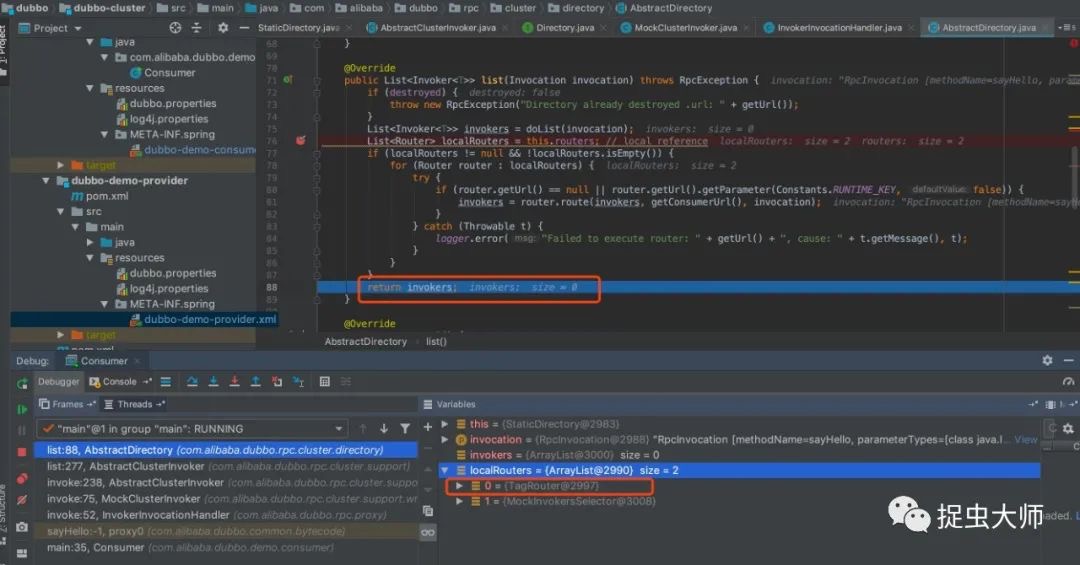 dubbo dubbo-cluster src main java com alibaba dubbo rpc cluster directory AbstractDirectory
Project
StaticDirectory.java AbstractClusterInvoker.java Directory.java MockClusterInvoker.java InvokerInvocationHandler.java AbstractDirectory.java
java
com.alibaba.dubbo.demo
Consumer
resources
dubbo.properties
log4j.properties
META-INF.spring
dubbo-demo-consume
target
dubbo-demo-provider
pom.xml
src
main
java
resources
dubbo.properties
log4j.properties
META-INF.spring
dubbo-demo-provider.xml
target
pom.xml
68 }
69
70 @Override
71 public List<Invoker<T>> list(Invocation invocation) throws RpcException { invocation: "RpcInvocation [methodName=sayHello, parame
72 if (destroyed) { destroyed: false
73 throw new RpcException("Directory already destroyed .url: " + getUrl());
74 }
75 List<Invoker<T>> invokers = doList(invocation); invokers: size = 0
76 List<Router> localRouters = this.routers; // local reference localRouters: size = 2 routers: size = 2
77 if (localRouters != null && !localRouters.isEmpty()) {
78 for (Router router : localRouters) { localRouters: size = 2
79 try {
80 if (router.getUrl() == null || router.getUrl().getParameter(Constants.RUNTIME_KEY, defaultValue: false)) {
81 invokers = router.route(invokers, getConsumerUrl(), invocation); invocation: "RpcInvocation [methodName=sayHe
82 }
83 } catch (Throwable t) {
84 logger.error( msg: "Failed to execute router: " + getUrl() + ", cause: " + t.getMessage(), t);
85 }
86 }
87 }
88 return invokers; invokers: size = 0
89 }
90
91 @Override
AbstractDirectory list()
Debug: Consumer
Debugger Console
Frames Threads Variables
"main"@1 in group "main": RUNNING
list:88, AbstractDirectory (com.alibaba.dubbo.rpc.cluster.directory)
list:277, AbstractClusterInvoker (com.alibaba.dubbo.rpc.cluster.support)
invoke:238, AbstractClusterInvoker (com.alibaba.dubbo.rpc.cluster.support
invoke:75, MockClusterInvoker (com.alibaba.dubbo.rpc.cluster.support.wr
invoke:52, InvokerInvocationHandler (com.alibaba.dubbo.rpc.proxy)
sayHello:-1, proxy0 (com.alibaba.dubbo.common.bytecode)
main:35, Consumer (com.alibaba.dubbo.demo.consumer)
this = {StaticDirectory@2983}
invocation = {RpcInvocation@2988} "RpcInvocation [methodName=sayHello, parameterTypes=[class java.l... View
invokers = {ArrayList@3000} size = 0
localRouters = {ArrayList@2990} size = 2
0 = {TagRouter@2997}
1 = {MockInvokersSelector@3008}
捉虫大师